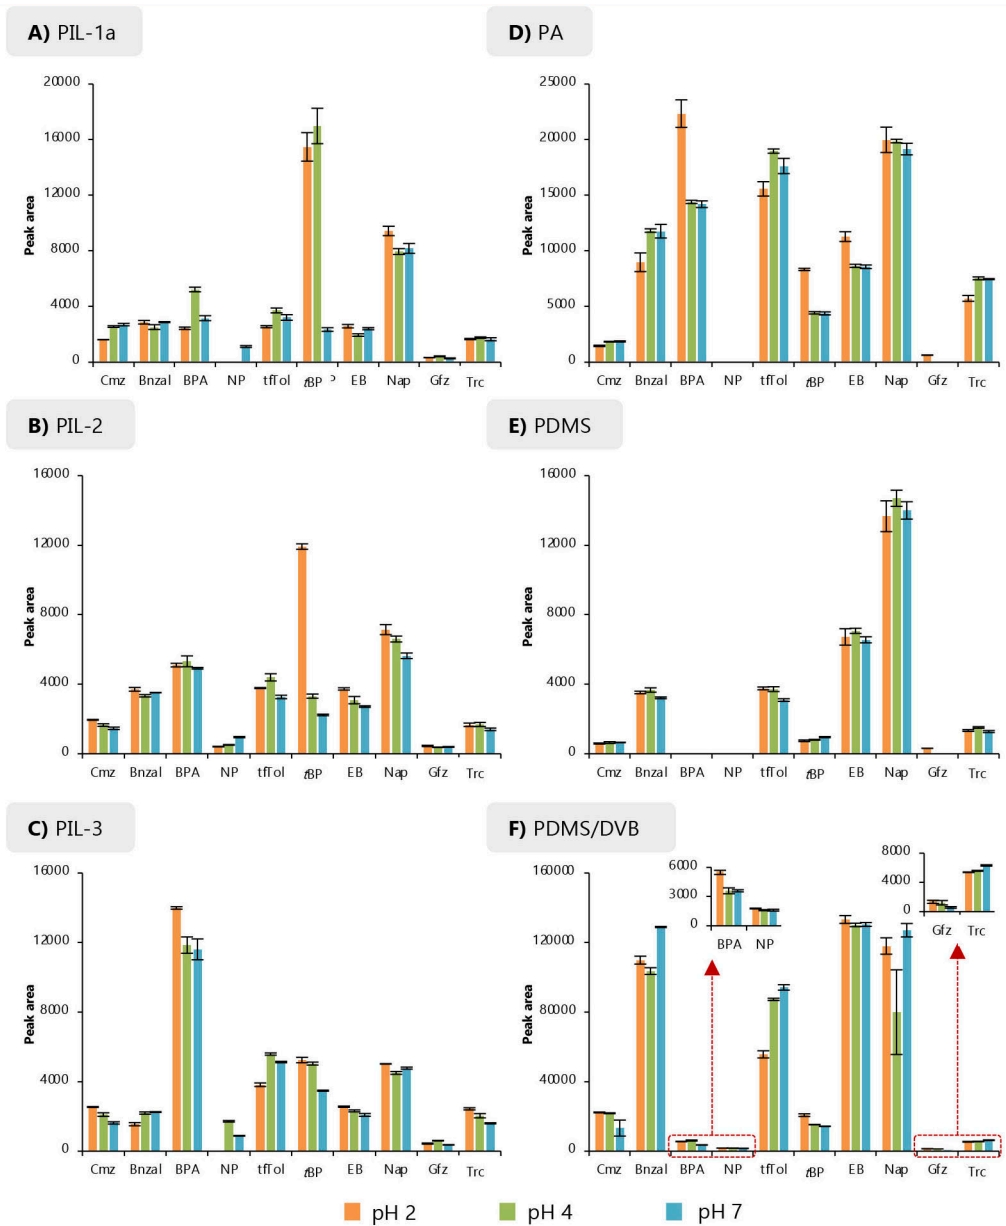 A) PIL-1a
Peak area
20000
16000
12000
8000
4000
0
Cmz Bnzal BPA NP tfTol tBP P EB Nap Gfz Trc
D) PA
Peak area
25000
20000
15000
10000
5000
0
Cmz Bnzal BPA NP tfTol tBP EB Nap Gfz Trc
B) PIL-2
Peak area
16000
12000
8000
4000
0
Cmz Bnzal BPA NP tfTol tBP EB Nap Gfz Trc
E) PDMS
Peak area
16000
12000
8000
4000
0
Cmz Bnzal BPA NP tfTol tBP EB Nap Gfz Trc
C) PIL-3
Peak area
16000
12000
8000
4000
0
Cmz Bnzal BPA NP tfTol tBP EB Nap Gfz Trc
F) PDMS/DVB
Peak area
16000
12000
80000
40000
0
6000
3000
0
BPA NP
8000
4000
0
Gfz Trc
Cmz Bnzal BPA NP tfTol tBP EB Nap Gfz Trc
pH 2 pH 4 pH 7